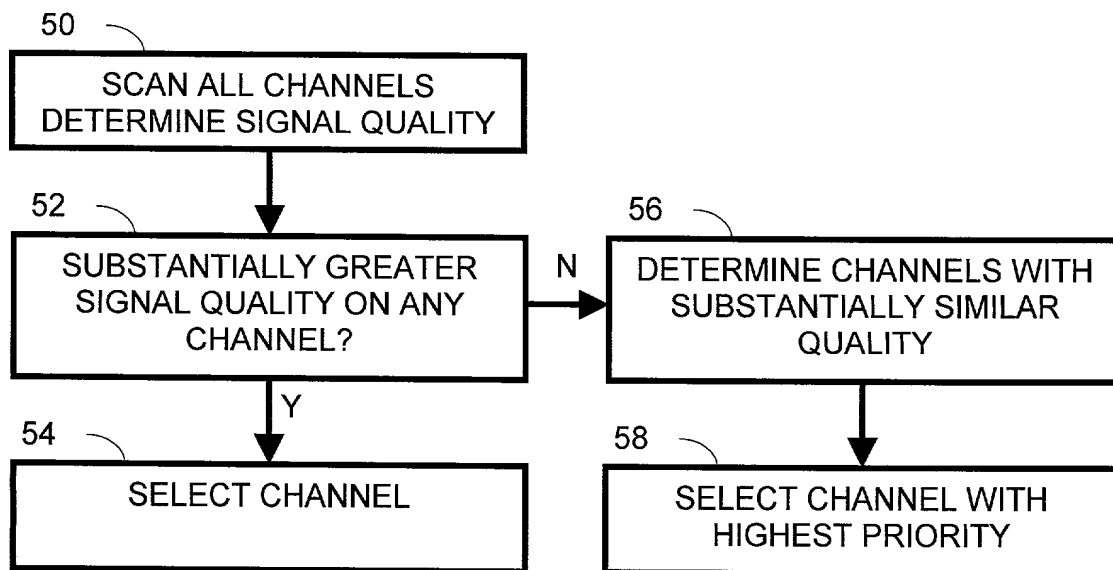 50
SCAN ALL CHANNELS
DETERMINE SIGNAL QUALITY
52
SUBSTANTIALLY GREATER
SIGNAL QUALITY ON ANY
CHANNEL?
N
Y
56
DETERMINE CHANNELS WITH
SUBSTANTIALLY SIMILAR
QUALITY
54
SELECT CHANNEL
58
SELECT CHANNEL WITH
HIGHEST PRIORITY